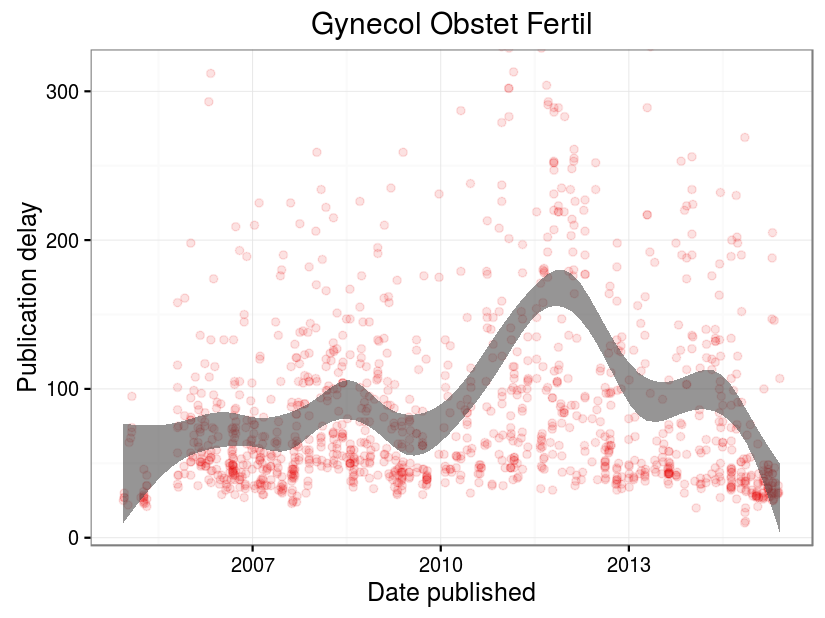 Gynecol Obstet Fertil
Publication delay
300
200
100
0
2007
2010
2013
Date published